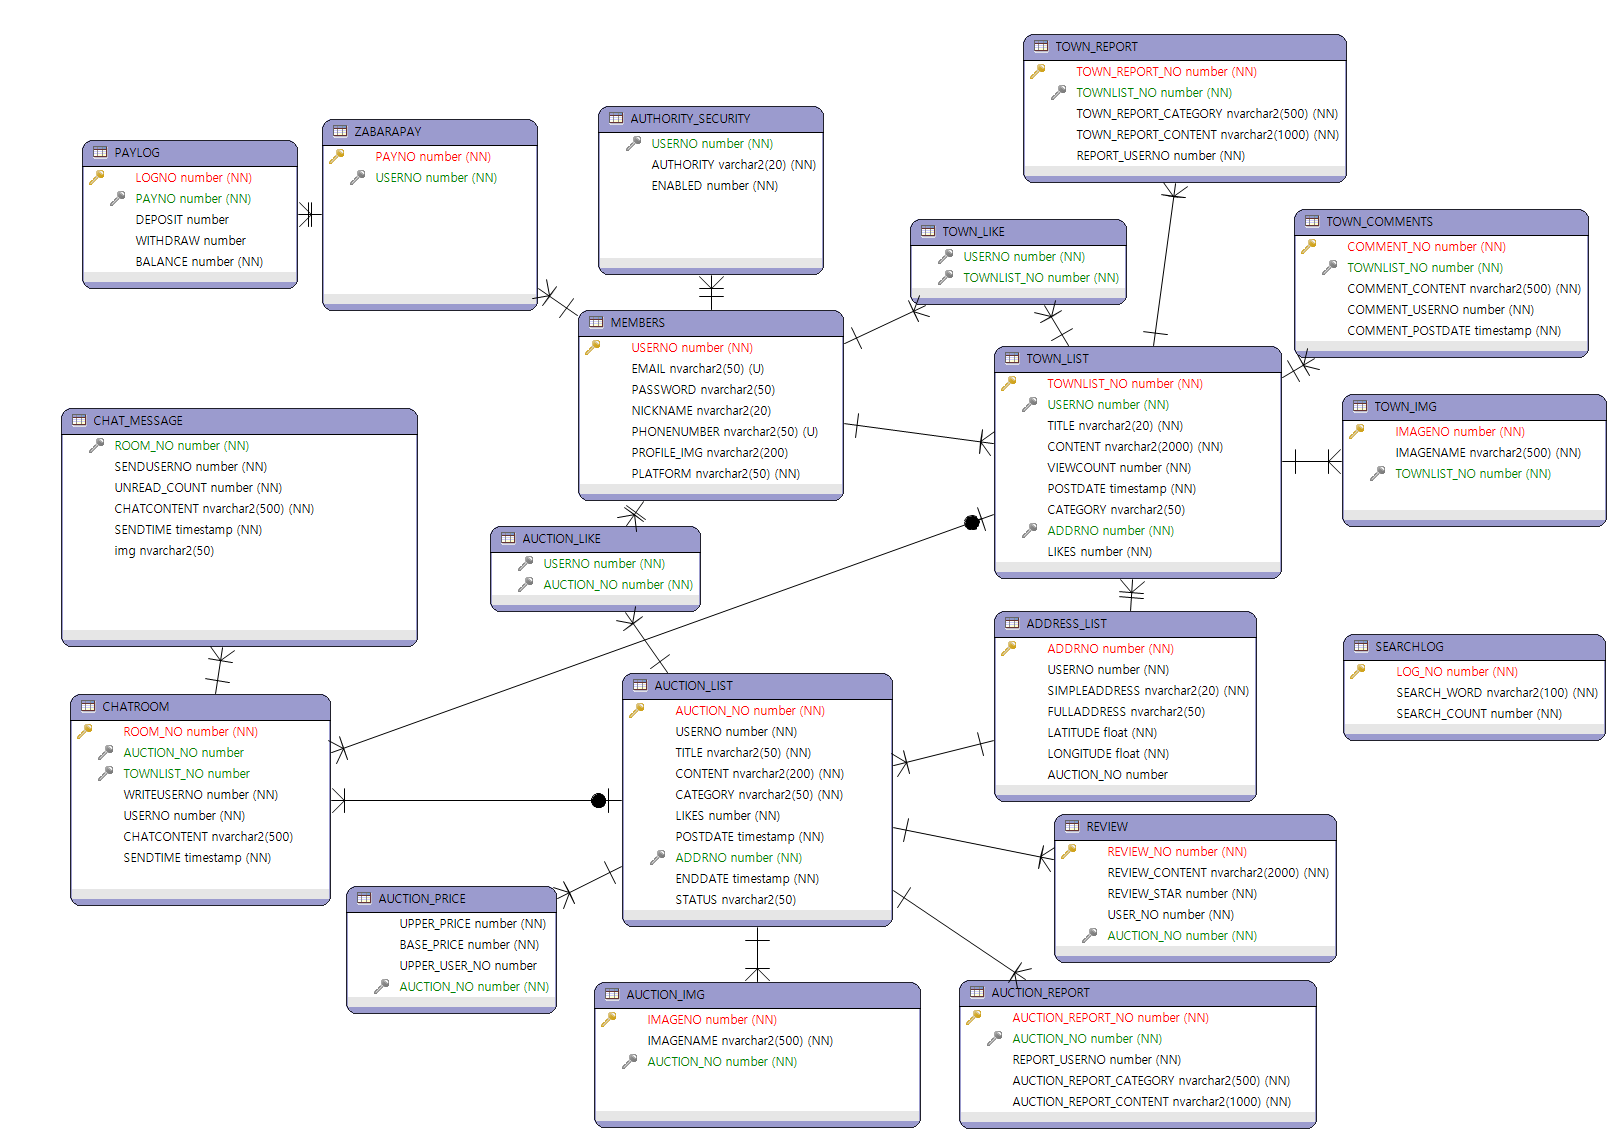 TOWN_REPORT
TOWN_REPORT_NO number (NN)
TOWNLIST_NO number (NN)
TOWN_REPORT_CATEGORY nvarchar2(500) (NN)
TOWN_REPORT_CONTENT nvarchar2(1000) (NN)
REPORT_USERNO number (NN)
AUTHORITY_SECURITY
USERNO number (NN)
AUTHORITY varchar2(20) (NN)
ENABLED number (NN)
ZABARAPAY
PAYNO number (NN)
USERNO number (NN)
PAYLOG
LOGNO number (NN)
PAYNO number (NN)
DEPOSIT number
WITHDRAW number
BALANCE number (NN)
TOWN_LIKE
USERNO number (NN)
TOWNLIST_NO number (NN)
TOWN_COMMENTS
COMMENT_NO number (NN)
TOWNLIST_NO number (NN)
COMMENT_CONTENT nvarchar2(500) (NN)
COMMENT_USERNO number (NN)
COMMENT_POSTDATE timestamp (NN)
MEMBERS
USERNO number (NN)
EMAIL nvarchar2(50) (U)
PASSWORD nvarchar2(50)
NICKNAME nvarchar2(20)
PHONENUMBER nvarchar2(50) (U)
PROFILE_IMG nvarchar2(200)
PLATFORM nvarchar2(50) (NN)
TOWN_LIST
TOWNLIST_NO number (NN)
USERNO number (NN)
TITLE nvarchar2(20) (NN)
CONTENT nvarchar2(2000) (NN)
VIEWCOUNT number (NN)
POSTDATE timestamp (NN)
CATEGORY nvarchar2(50)
ADDRNO number (NN)
LIKES number (NN)
TOWN_IMG
IMAGENO number (NN)
IMAGENAME nvarchar2(500) (NN)
TOWNLIST_NO number (NN)
CHAT_MESSAGE
ROOM_NO number (NN)
SENDUSERNO number (NN)
UNREAD_COUNT number (NN)
CHATCONTENT nvarchar2(500) (NN)
SENDTIME timestamp (NN)
img nvarchar2(50)
AUCTION_LIKE
USERNO number (NN)
AUCTION_NO number (NN)
ADDRESS_LIST
ADDRNO number (NN)
USERNO number (NN)
SIMPLEADDRESS nvarchar2(20) (NN)
FULLADDRESS nvarchar2(50)
LATITUDE float (NN)
LONGITUDE float (NN)
AUCTION_NO number
SEARCHLOG
LOG_NO number (NN)
SEARCH_WORD nvarchar2(100) (NN)
SEARCH_COUNT number (NN)
AUCTION_LIST
AUCTION_NO number (NN)
USERNO number (NN)
TITLE nvarchar2(50) (NN)
CONTENT nvarchar2(200) (NN)
CATEGORY nvarchar2(50) (NN)
LIKES number (NN)
POSTDATE timestamp (NN)
ADDRNO number (NN)
ENDDATE timestamp (NN)
STATUS nvarchar2(50)
CHATROOM
ROOM_NO number (NN)
AUCTION_NO number
TOWNLIST_NO number
WRITEUSERNO number (NN)
USERNO number (NN)
CHATCONTENT nvarchar2(500)
SENDTIME timestamp (NN)
REVIEW
REVIEW_NO number (NN)
REVIEW_CONTENT nvarchar2(2000) (NN)
REVIEW_STAR number (NN)
USER_NO number (NN)
AUCTION_NO number (NN)
AUCTION_PRICE
UPPER_PRICE number (NN)
BASE_PRICE number (NN)
UPPER_USER_NO number
AUCTION_NO number (NN)
AUCTION_IMG
IMAGENO number (NN)
IMAGENAME nvarchar2(500) (NN)
AUCTION_NO number (NN)
AUCTION_REPORT
AUCTION_REPORT_NO number (NN)
AUCTION_NO number (NN)
REPORT_USERNO number (NN)
AUCTION_REPORT_CATEGORY nvarchar2(500) (NN)
AUCTION_REPORT_CONTENT nvarchar2(1000) (NN)